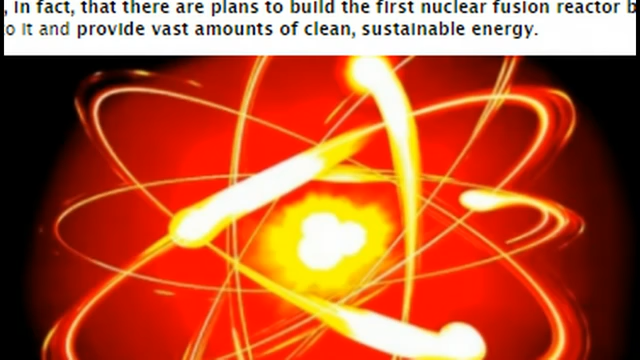 , in fact, that there are plans to build the first nuclear fusion reactor b
o it and provide vast amounts of clean, sustainable energy.